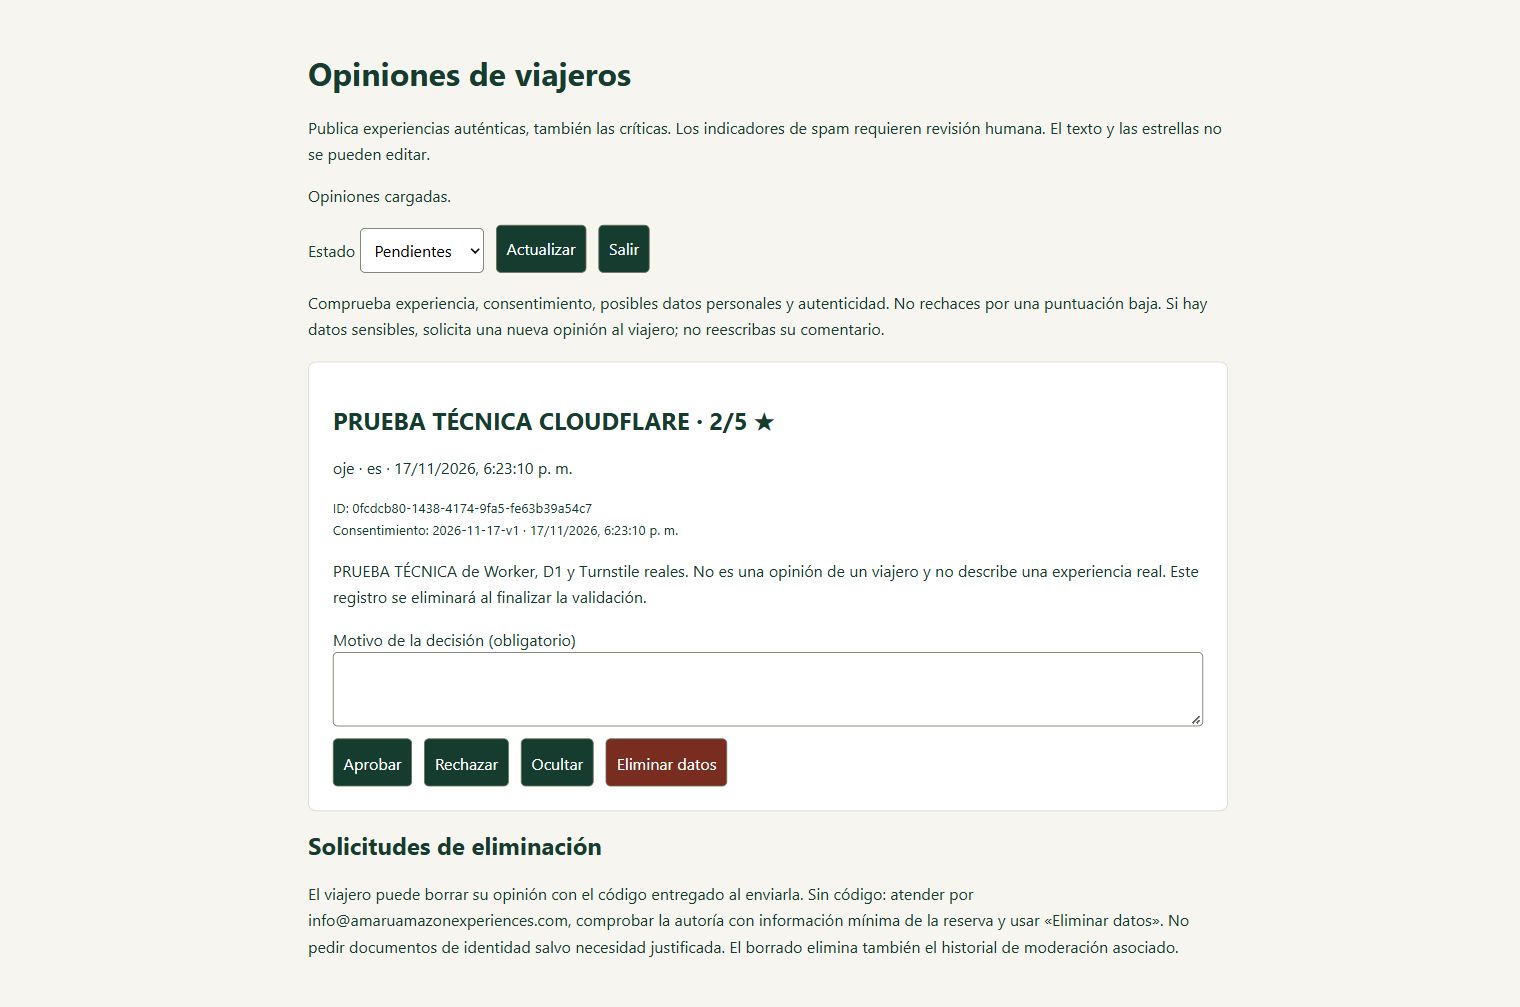 Opiniones de viajeros
Publica experiencias auténticas, también las críticas. Los indicadores de spam requieren revisión humana. El texto y las estrellas no
se pueden editar.
Opiniones cargadas.
Estado Pendientes Actualizar Salir
Comprueba experiencia, consentimiento, posibles datos personales y autenticidad. No rechaces por una puntuación baja. Si hay
datos sensibles, solicita una nueva opinión al viajero; no reescribas su comentario.
PRUEBA TÉCNICA CLOUDFLARE · 2/5 ★
oje · es · 17/11/2026, 6:23:10 p. m.
ID: 0fcdcb80-1438-4174-9fa5-fe63b39a54c7
Consentimiento: 2026-11-17-v1 · 17/11/2026, 6:23:10 p. m.
PRUEBA TÉCNICA de Worker, D1 y Turnstile reales. No es una opinión de un viajero y no describe una experiencia real. Este
registro se eliminará al finalizar la validación.
Motivo de la decisión (obligatorio)
Aprobar Rechazar Ocultar Eliminar datos
Solicitudes de eliminación
El viajero puede borrar su opinión con el código entregado al enviarla. Sin código: atender por
info@amaruamazonexperiences.com, comprobar la autoría con información mínima de la reserva y usar «Eliminar datos». No
pedir documentos de identidad salvo necesidad justificada. El borrado elimina también el historial de moderación asociado.